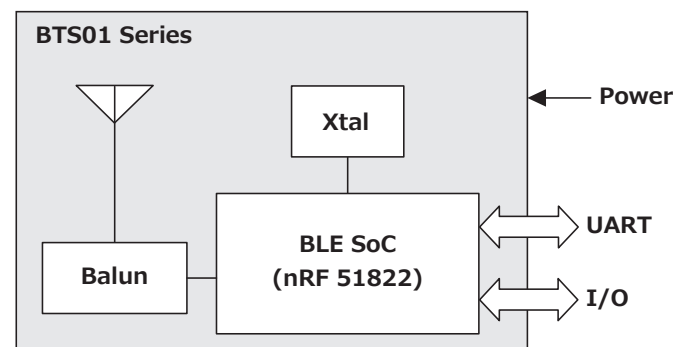 BTS01 Series
Power
Xtal
UART
BLE SoC
(nRF 51822)
Balun
I/O